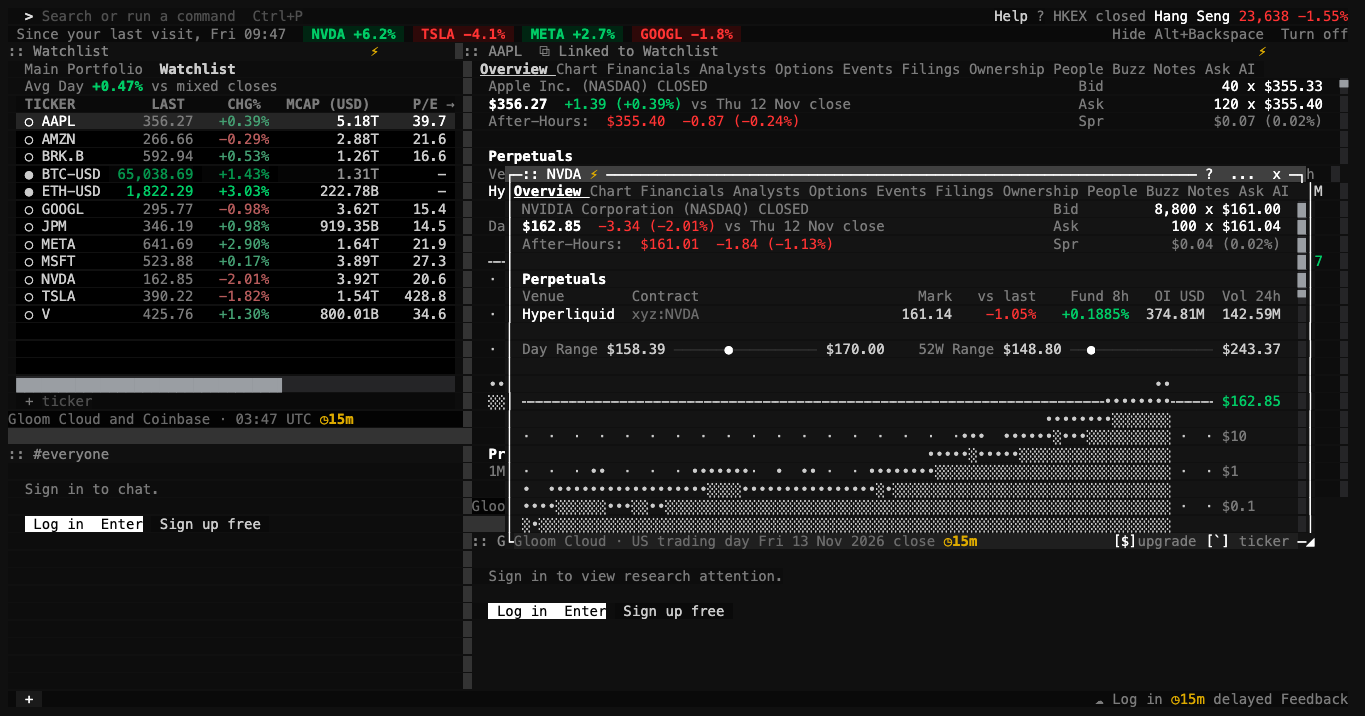 > Search or run a command  Ctrl+P
Help ? HKEX closed Hang Seng 23,638 −1.55%
Since your last visit, Fri 09:47  NVDA +6.2%  TSLA −4.1%  META +2.7%  GOOGL −1.8%
Hide Alt+Backspace  Turn off
:: Watchlist ⚡
Main Portfolio  Watchlist
Avg Day +0.47% vs mixed closes
TICKER  LAST  CHG%  MCAP (USD)  P/E →
○ AAPL  356.27  +0.39%  5.18T  39.7
○ AMZN  266.66  −0.29%  2.88T  21.6
○ BRK.B  592.94  +0.53%  1.26T  16.6
● BTC-USD  65,038.69  +1.43%  1.31T  —
● ETH-USD  1,822.29  +3.03%  222.78B  —
○ GOOGL  295.77  −0.98%  3.62T  15.4
○ JPM  346.19  +0.98%  919.35B  14.5
○ META  641.69  +2.90%  1.64T  21.9
○ MSFT  523.88  +0.17%  3.89T  27.3
○ NVDA  162.85  −2.01%  3.92T  20.6
○ TSLA  390.22  −1.82%  1.54T  428.8
○ V  425.76  +1.30%  800.01B  34.6
+ ticker
Gloom Cloud and Coinbase · 03:47 UTC ◷15m
:: #everyone
Sign in to chat.
Log in  Enter  Sign up free
:: AAPL  Linked to Watchlist ⚡
Overview Chart Financials Analysts Options Events Filings Ownership People Buzz Notes Ask AI
Apple Inc. (NASDAQ) CLOSED  Bid  40 x $355.33
$356.27  +1.39 (+0.39%) vs Thu 12 Nov close  Ask  120 x $355.40
After-Hours:  $355.40  −0.87 (−0.24%)  Spr  $0.07 (0.02%)
Perpetuals
Ve
h
Hy
M
Da
7
Pr
1M
Gloo
:: G
:: NVDA ⚡ ? ... x
Overview Chart Financials Analysts Options Events Filings Ownership People Buzz Notes Ask AI
NVIDIA Corporation (NASDAQ) CLOSED  Bid  8,800 x $161.00
$162.85  −3.34 (−2.01%) vs Thu 12 Nov close  Ask  100 x $161.04
After-Hours:  $161.01  −1.84 (−1.13%)  Spr  $0.04 (0.02%)
Perpetuals
Venue  Contract  Mark  vs last  Fund 8h  OI USD  Vol 24h
Hyperliquid  xyz:NVDA  161.14  −1.05%  +0.1885%  374.81M  142.59M
Day Range $158.39  $170.00  52W Range $148.80  $243.37
$162.85
$10
$1
$0.1
Gloom Cloud · US trading day Fri 13 Nov 2026 close ◷15m  [$]upgrade [`] ticker
Sign in to view research attention.
Log in  Enter  Sign up free
+
☁ Log in ◷15m delayed Feedback